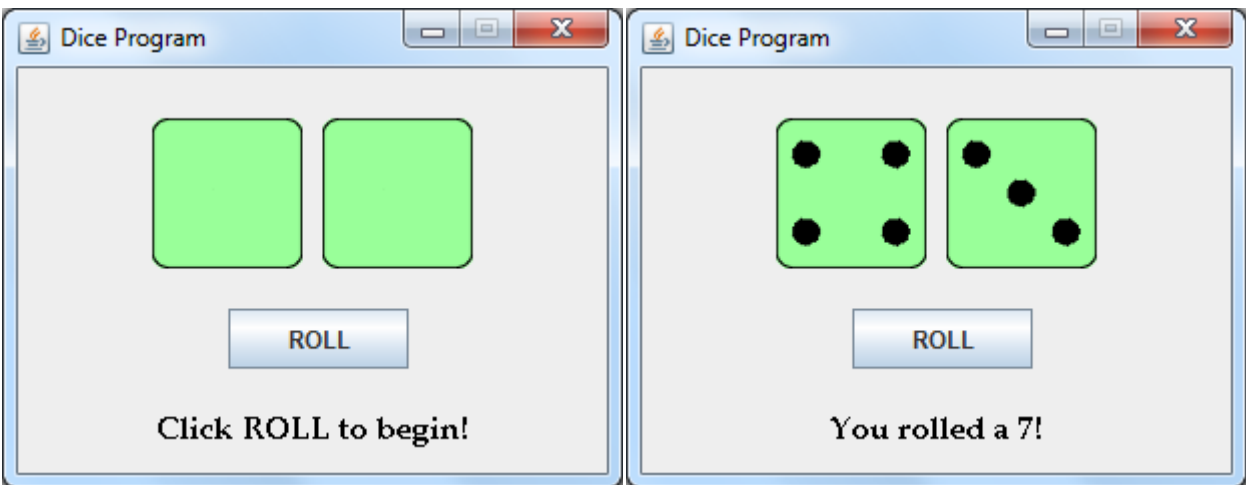 Dice Program
ROLL
Click ROLL to begin!
Dice Program
ROLL
You rolled a 7!